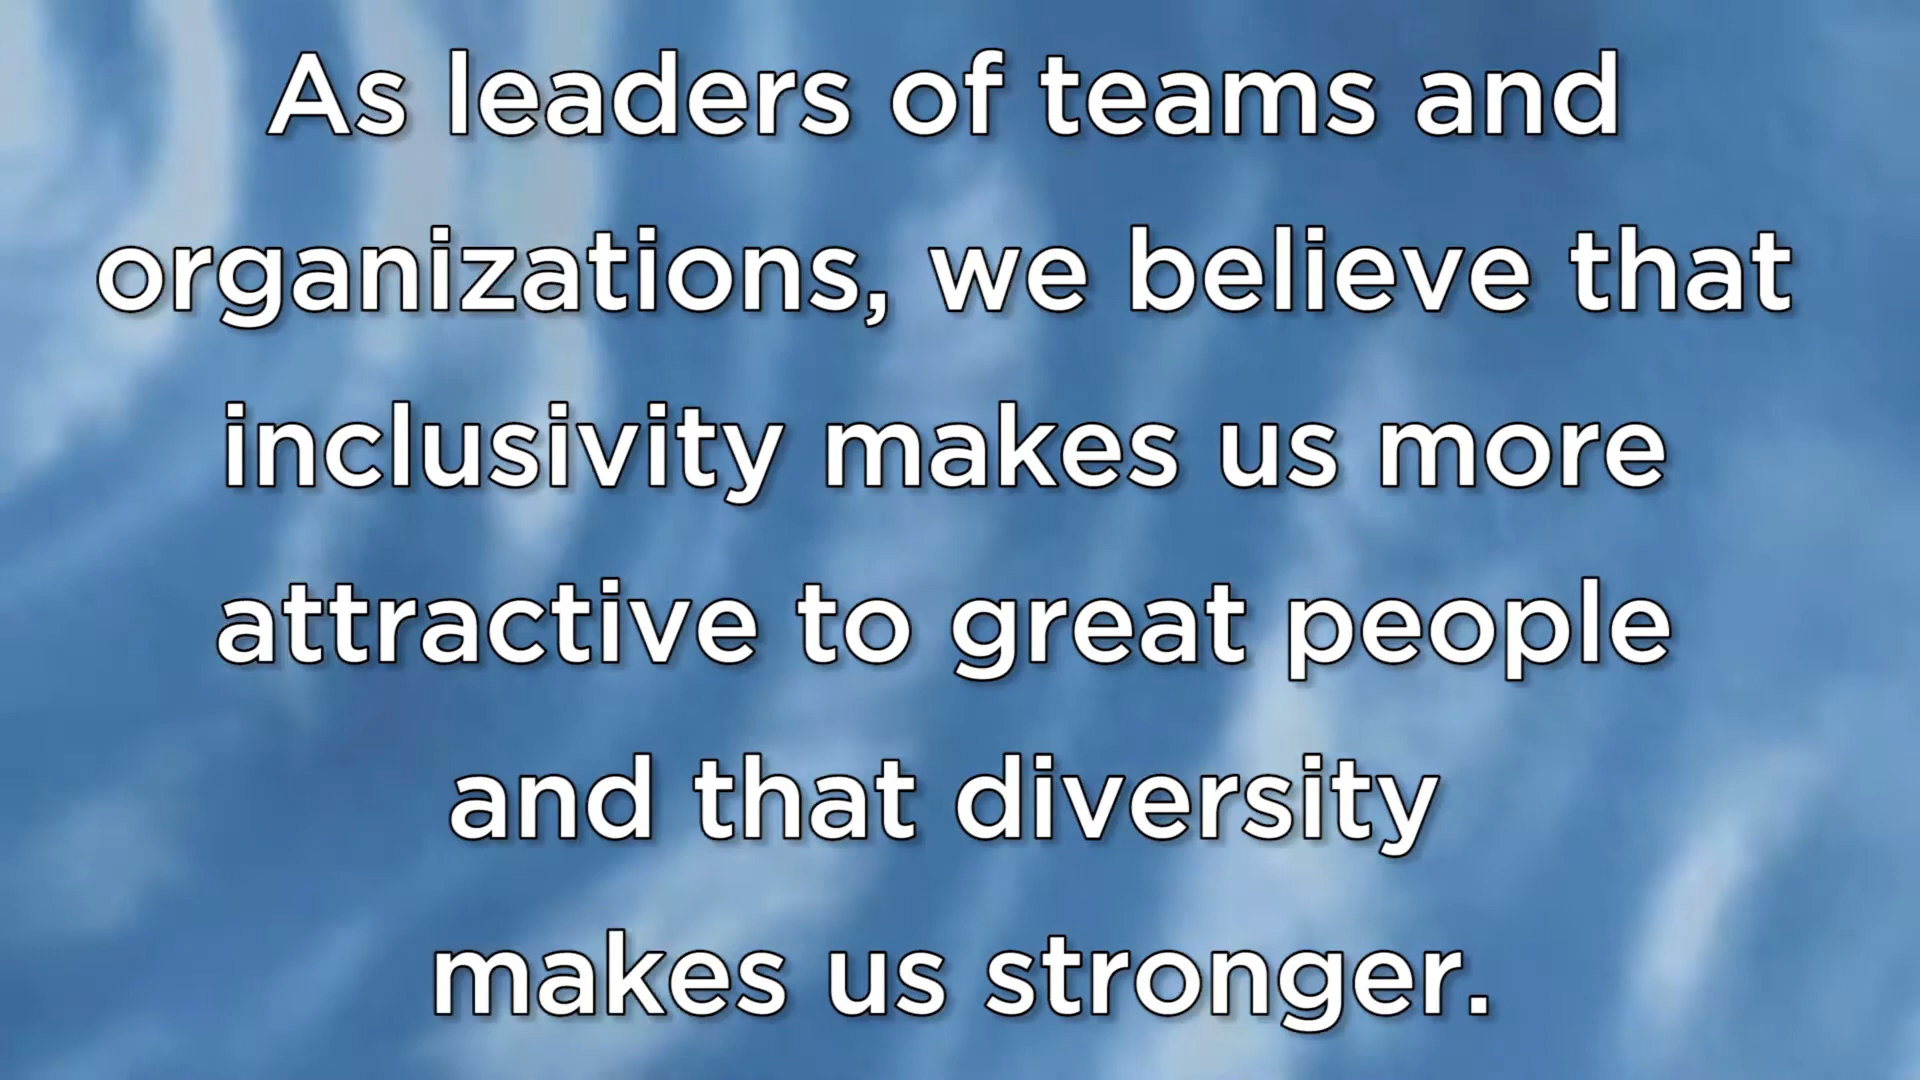 As leaders of teams and
organizations, we believe that
inclusivity makes us more
attractive to great people
and that diversity
makes us stronger.